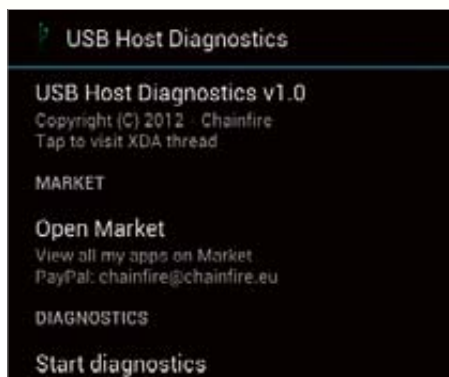 USB Host Diagnostics
USB Host Diagnostics v1.0
Copyright (C) 2012 - Chainfire
Tap to visit XDA thread
MARKET
Open Market
View all my apps on Market
PayPal: chainfire@chainfire.eu
DIAGNOSTICS
Start diagnostics